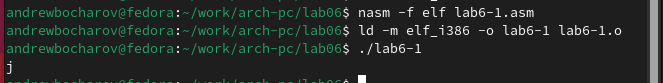 andrewbocharov@fedora:~/work/arch-pc/lab06$ nasm -f elf lab6-1.asm
andrewbocharov@fedora:~/work/arch-pc/lab06$ ld -m elf_i386 -o lab6-1 lab6-1.o
andrewbocharov@fedora:~/work/arch-pc/lab06$ ./lab6-1
j
andrewbocharov@fedora:~/work/arch-pc/lab06$